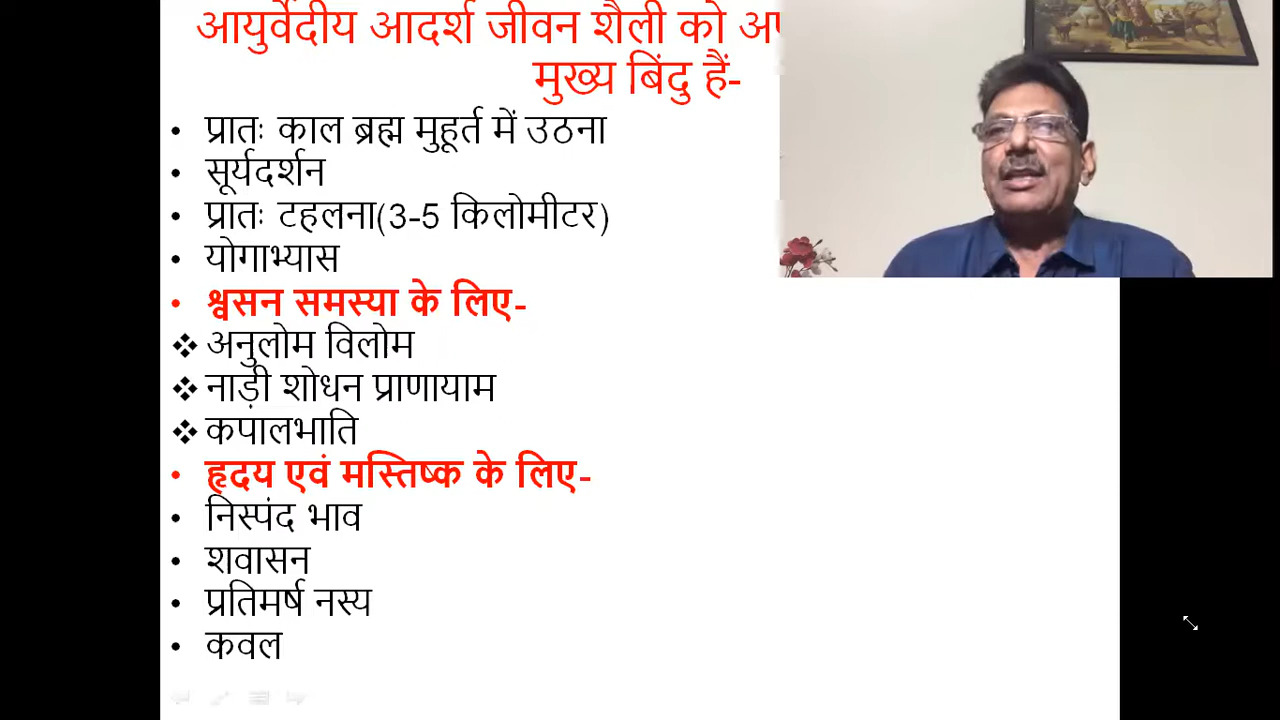 आयुर्वेदीय आदर्श जीवन शैली को
मुख्य बिंदु हैं-
• प्रातः काल ब्रह्म मुहूर्त में उठना
• सूर्यदर्शन
• प्रातः टहलना(3-5 किलोमीटर)
• योगाभ्यास
• श्वसन समस्या के लिए-
❖ अनुलोम विलोम
❖ नाड़ी शोधन प्राणायाम
❖ कपालभाति
• हृदय एवं मस्तिष्क के लिए-
• निस्पंद भाव
• शवासन
• प्रतिमर्ष नस्य
• कवल